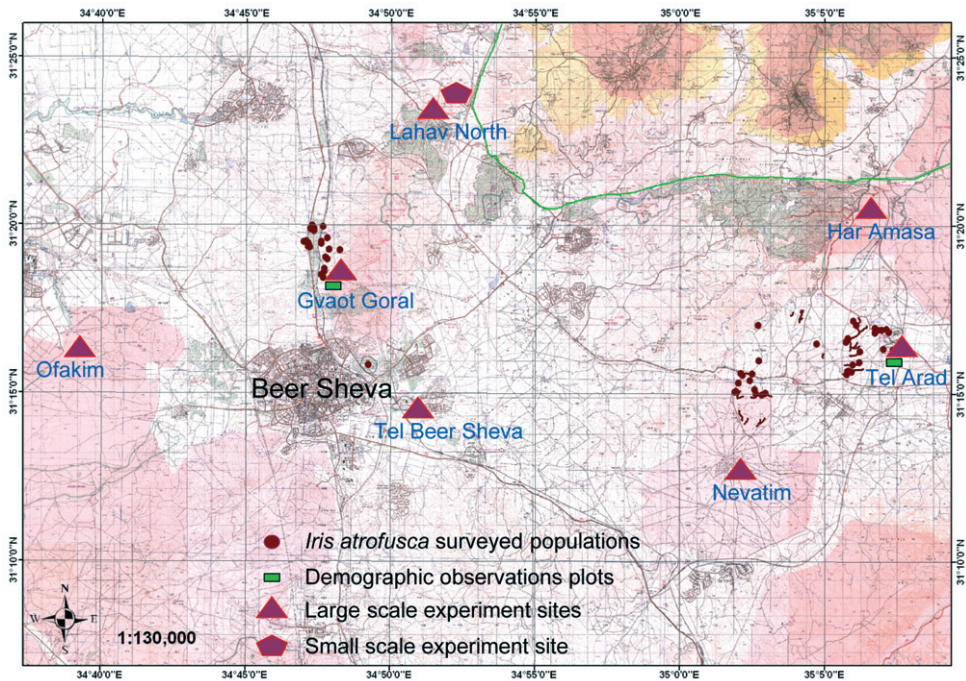 34°40'0"E 34°45'0"E 34°50'0"E 34°55'0"E 35°0'0"E 35°5'0"E
31°25'0"N 31°25'0"N
Lahav North
31°20'0"N 31°20'0"N
Har Amasa
Gvaot Goral
Ofakim
Tel Arad
Beer Sheva
31°15'0"N 31°15'0"N
Tel Beer Sheva
Nevatim
Iris atrofusca surveyed populations
31°10'0"N 31°10'0"N
Demographic observations plots
Large scale experiment sites
Small scale experiment site
N
W E
S
1:130,000
34°40'0"E 34°45'0"E 34°50'0"E 34°55'0"E 35°0'0"E 35°5'0"E